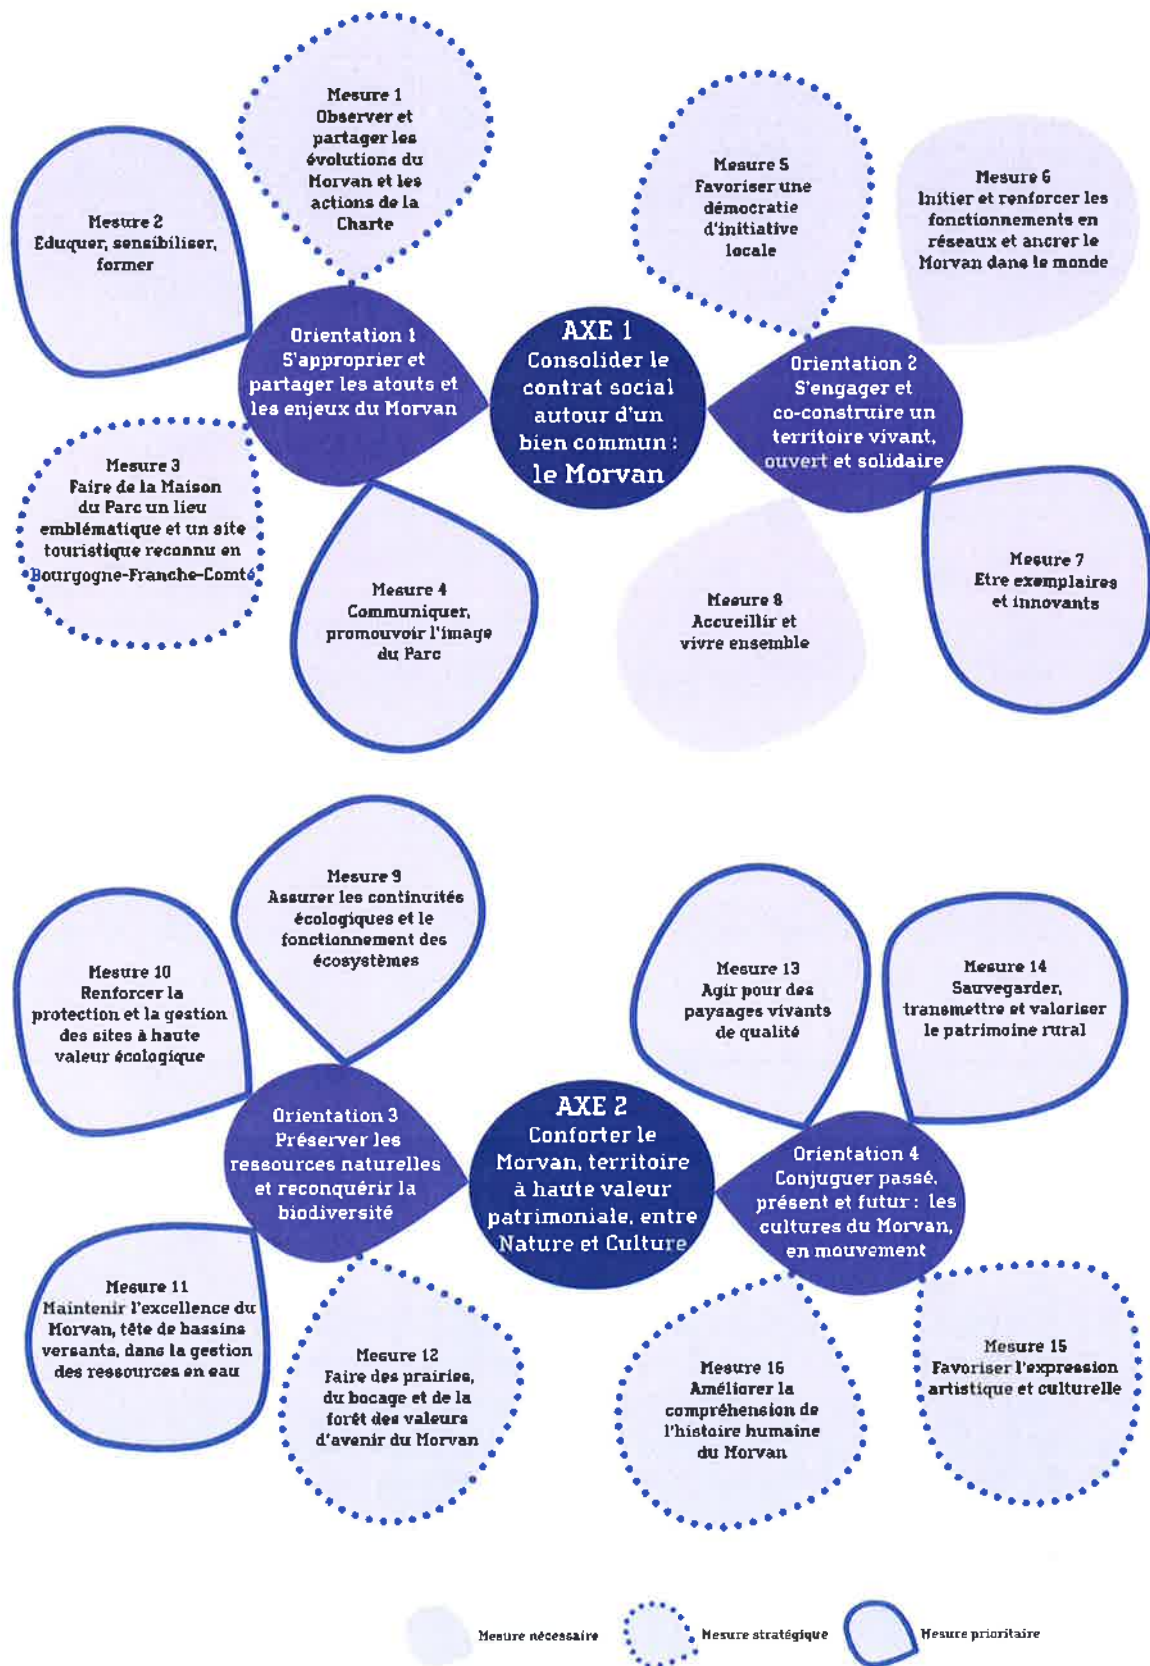 Mesure 1
Observer et
partager les
évolutions du
Morvan et les
actions de la
Charte
Mesure 2
Eduquer, sensibiliser,
former
Orientation 1
S'approprier et
partager les atouts et
les enjeux du Morvan
Mesure 3
Faire de la Maison
du Parc un lieu
emblématique et un site
touristique reconnu en
Bourgogne-Franche-Comté
Mesure 4
Communiquer,
promouvoir l'image
du Parc
AXE 1
Consolider le
contrat social
autour d'un
bien commun :
le Morvan
Mesure 5
Favoriser une
démocratie
d'initiative
locale
Mesure 6
Initier et renforcer les
fonctionnements en
réseaux et ancrer le
Morvan dans le monde
Orientation 2
S'engager et
co-construire un
territoire vivant,
ouvert et solidaire
Mesure 7
Etre exemplaires
et innovants
Mesure 8
Accueillir et
vivre ensemble
Mesure 9
Assurer les continuités
écologiques et le
fonctionnement des
écosystèmes
Mesure 10
Renforcer la
protection et la gestion
des sites à haute
valeur écologique
Orientation 3
Préserver les
ressources naturelles
et reconquérir la
biodiversité
Mesure 11
Maintenir l'excellence du
Morvan, tête de bassins
versants, dans la gestion
des ressources en eau
Mesure 12
Faire des prairies,
du bocage et de la
forêt des valeurs
d'avenir du Morvan
AXE 2
Conforter le
Morvan, territoire
à haute valeur
patrimoniale, entre
Nature et Culture
Mesure 13
Agir pour des
paysages vivants
de qualité
Mesure 14
Sauvegarder,
transmettre et valoriser
le patrimoine rural
Orientation 4
Conjuguer passé,
présent et futur : les
cultures du Morvan,
en mouvement
Mesure 15
Favoriser l'expression
artistique et culturelle
Mesure 16
Améliorer la
compréhension de
l'histoire humaine
du Morvan
Mesure nécessaire
Mesure stratégique
Mesure prioritaire